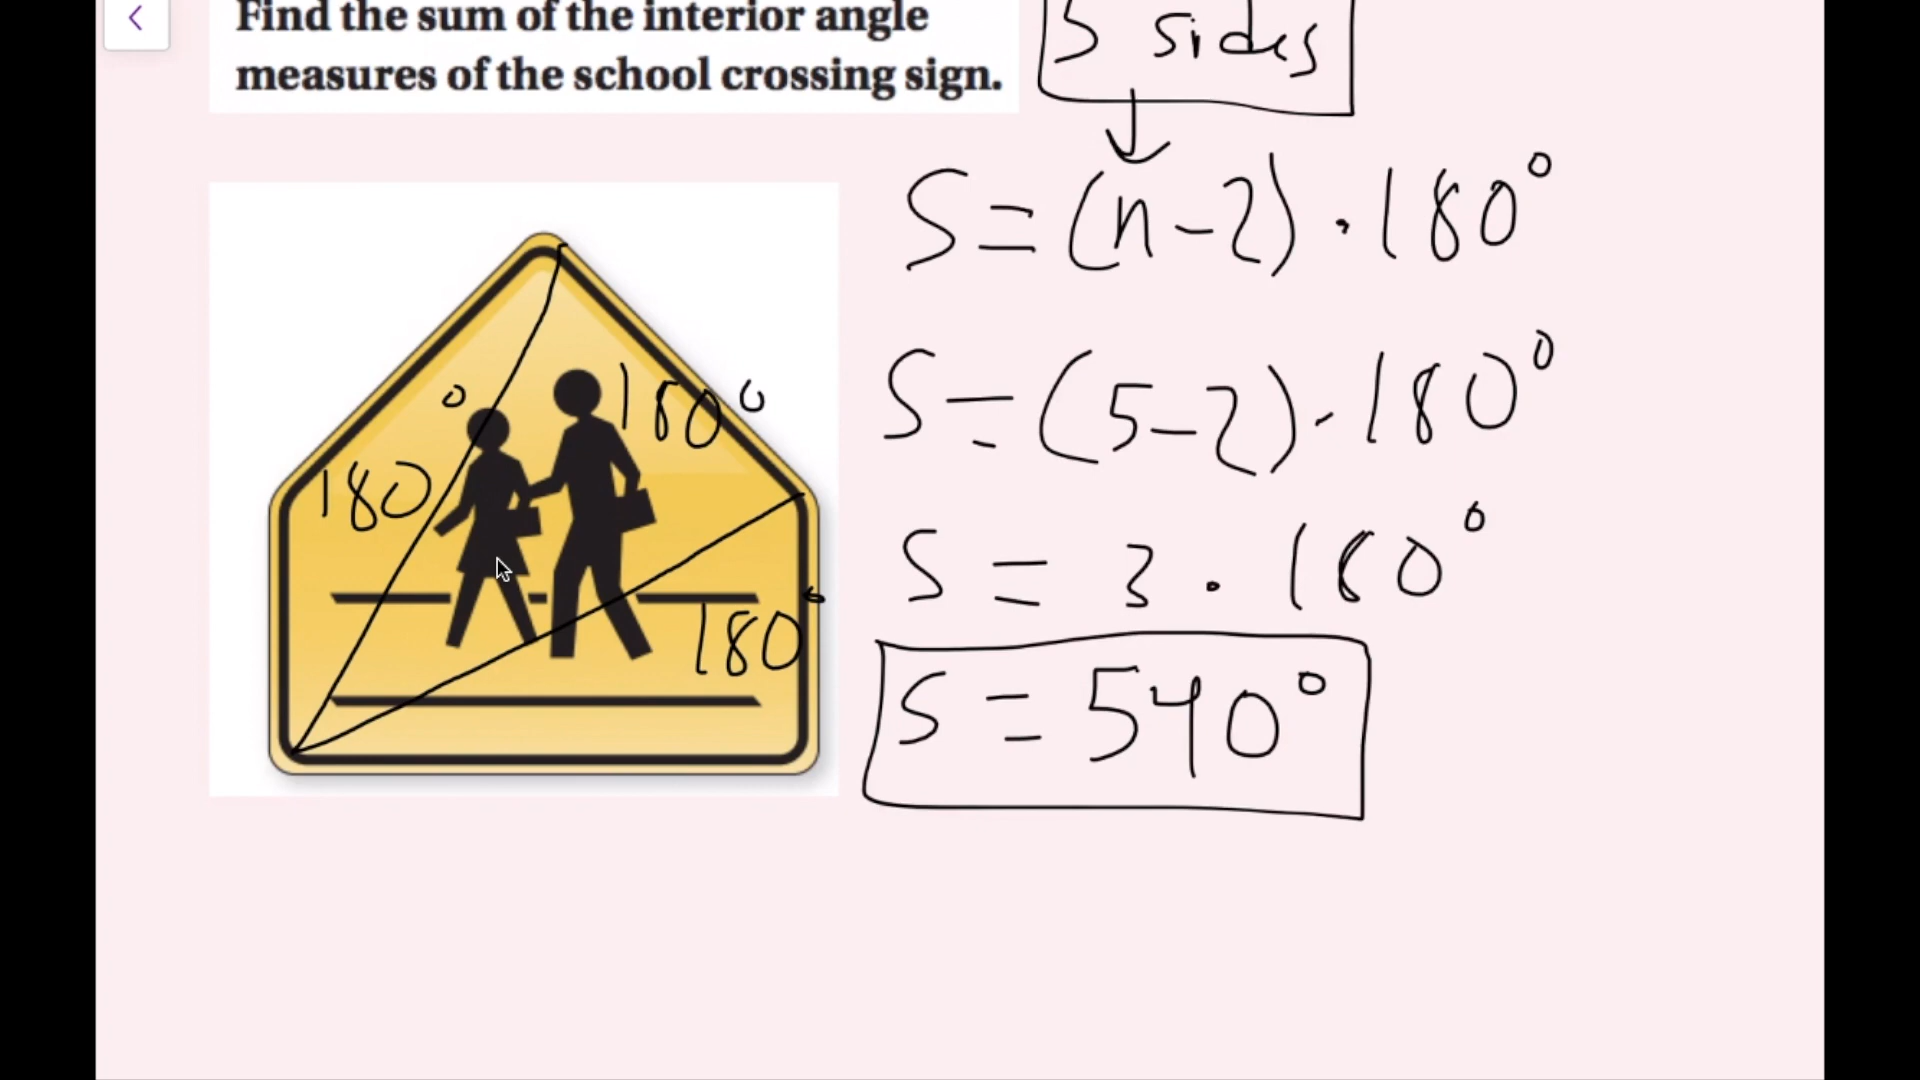 Find the sum of the interior angle
measures of the school crossing sign.
5 sides
S = (n-2) · 180°
S = (5-2) · 180°
S = 3 · 180°
S = 540°
180°
180°
180°